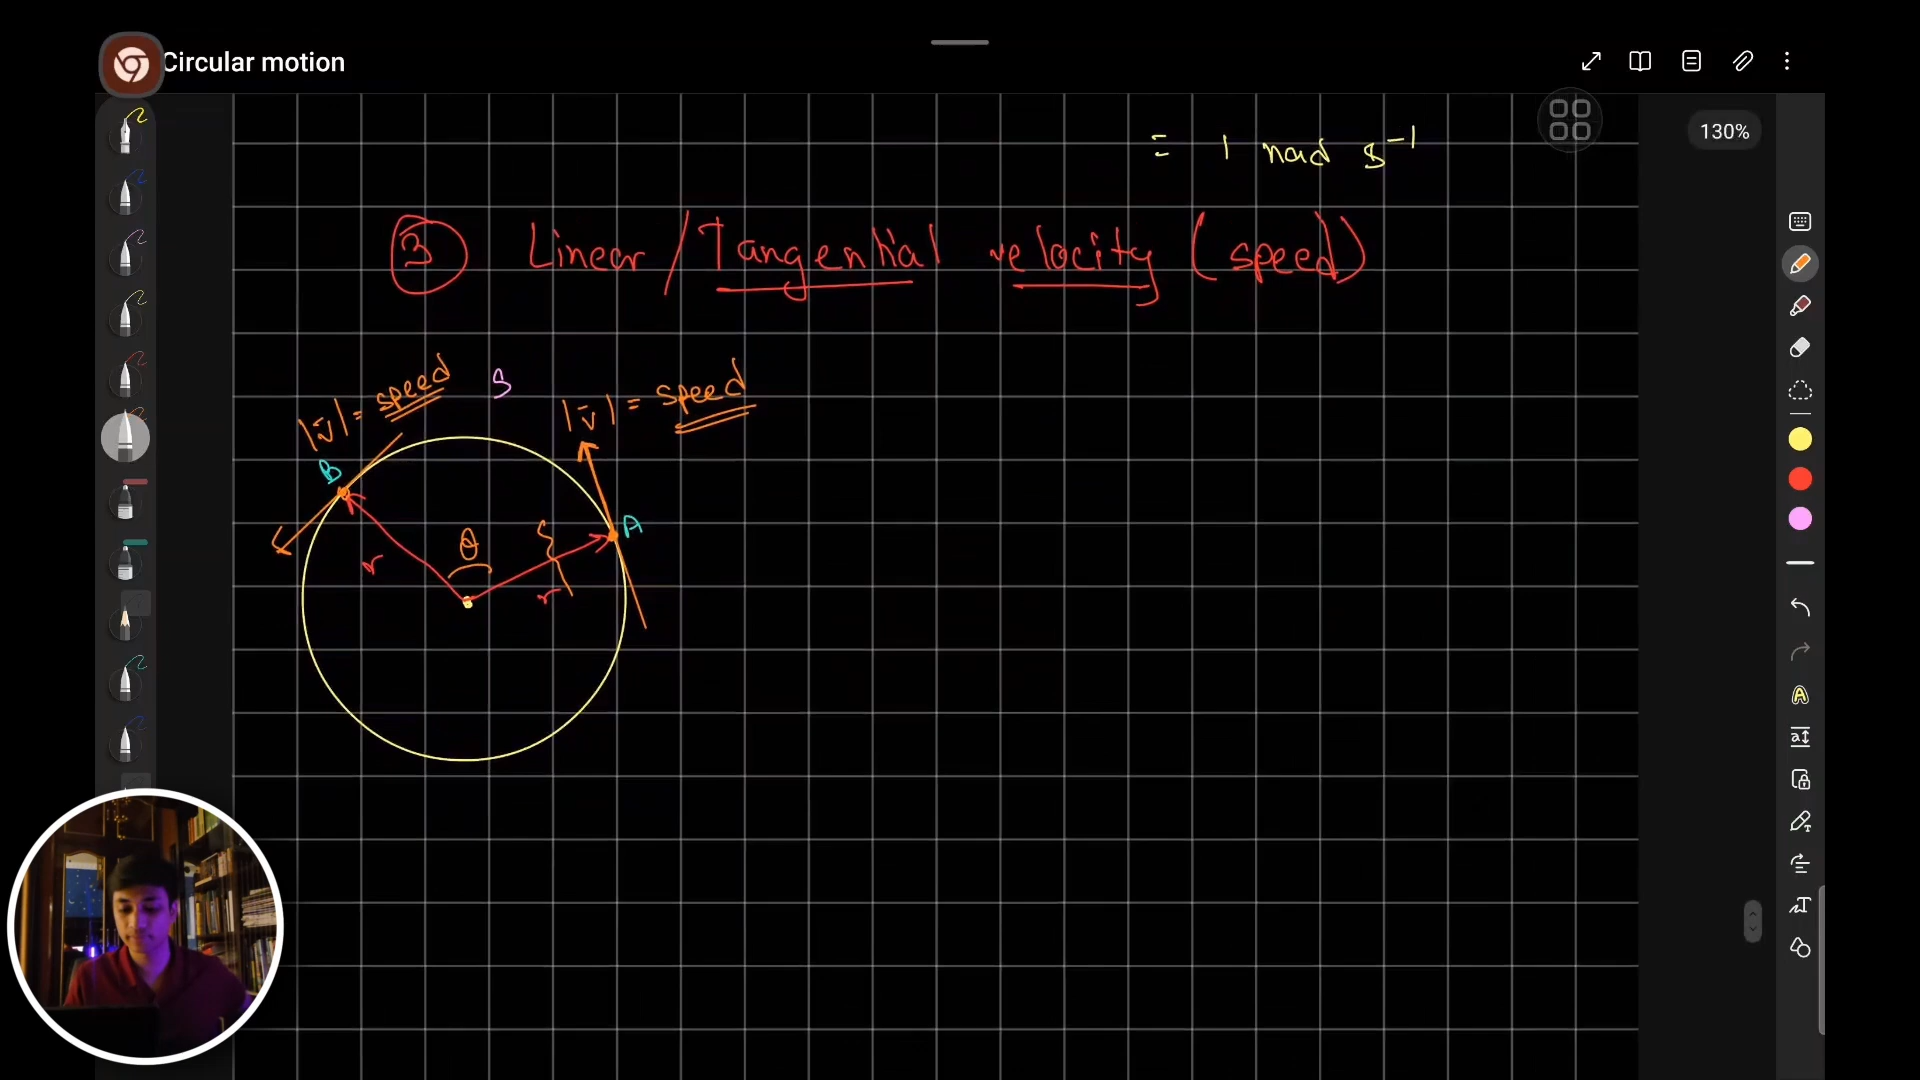 Circular motion
130%
= 1 rad s⁻¹
③ Linear/Tangential velocity (speed)
|v̄| = speed
S
|v̄| = speed
B
A
θ
r
r